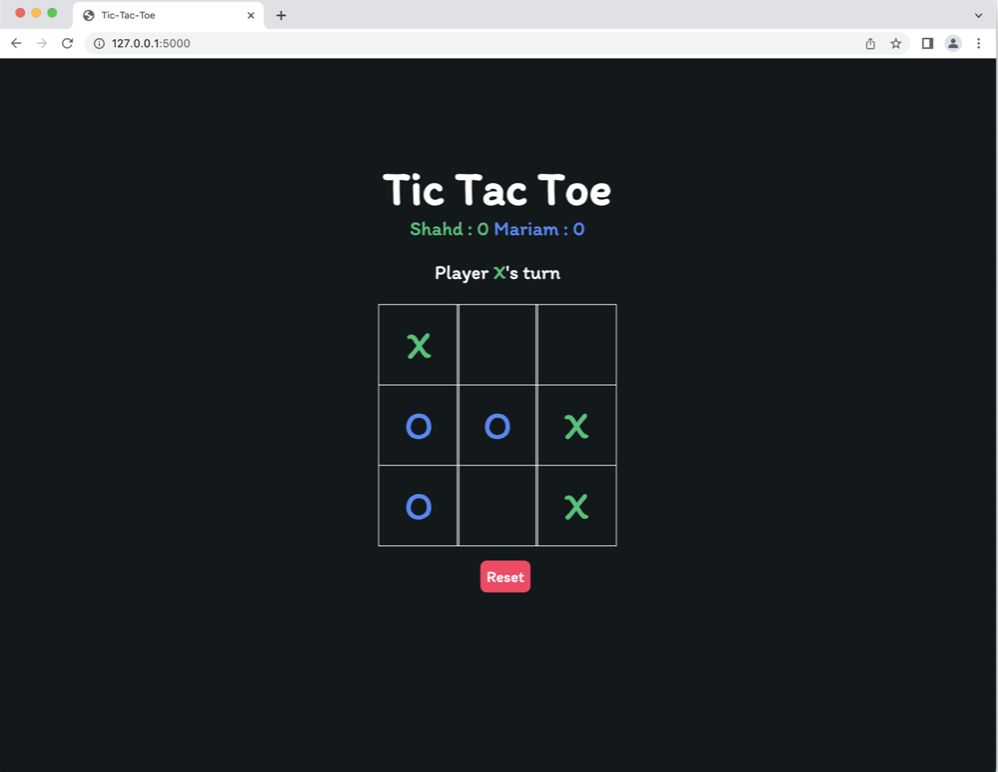 Tic-Tac-Toe
127.0.0.1:5000
Tic Tac Toe
Shahd : 0 Mariam : 0
Player X's turn
X
O O X
O X
Reset